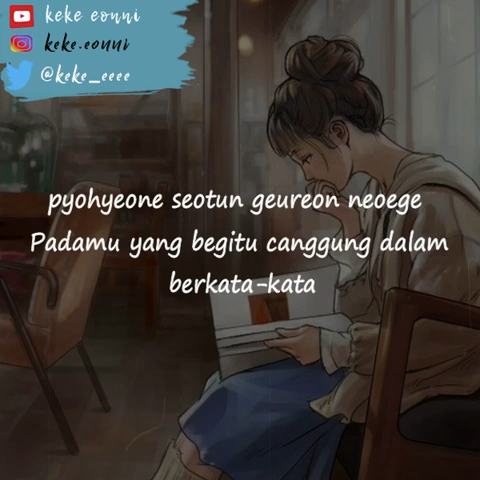 keke eonni
keke.eonni
@keke_eeee
pyohyeone seotun geureon neoege
Padamu yang begitu canggung dalam
berkata-kata